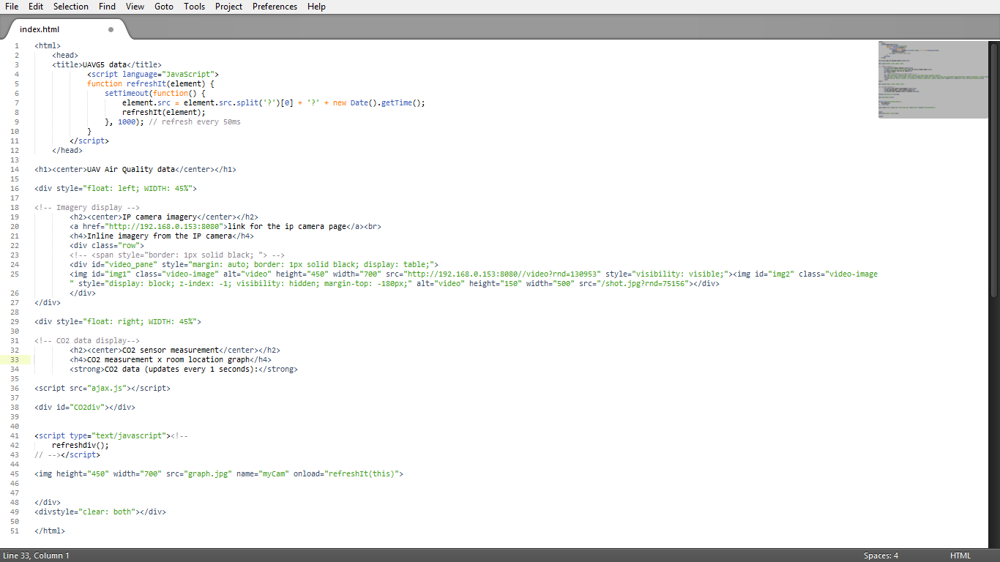 File Edit Selection Find View Goto Tools Project Preferences Help
index.html
1 <html>
2 <head>
3 <title>UAVG5 data</title>
4 <script language="JavaScript">
5 function refreshIt(element) {
6 setTimeout(function() {
7 element.src = element.src.split('?')[0] + '?' + new Date().getTime();
8 refreshIt(element);
9 }, 1000); // refresh every 50ms
10 }
11 </script>
12 </head>
13
14 <h1><center>UAV Air Quality data</center></h1>
15
16 <div style="float: left; WIDTH: 45%">
17
18 <!-- Imagery display -->
19 <h2><center>IP camera imagery</center></h2>
20 <a href="http://192.168.0.153:8080">link for the ip camera page</a><br>
21 <h4>Inline imagery from the IP camera</h4>
22 <div class="row">
23 <!-- <span style="border: 1px solid black; "> -->
24 <div id="video_pane" style="margin: auto; border: 1px solid black; display: table;">
25 <img id="img1" class="video-image" alt="video" height="450" width="700" src="http://192.168.0.153:8080//video?rnd=130953" style="visibility: visible;"><img id="img2" class="video-image
" style="display: block; z-index: -1; visibility: hidden; margin-top: -180px;" alt="video" height="150" width="500" src="/shot.jpg?rnd=75156"></div>
26 </div>
27 </div>
28
29 <div style="float: right; WIDTH: 45%">
30
31 <!-- CO2 data display-->
32 <h2><center>CO2 sensor measurement</center></h2>
33 <h4>CO2 measurement x room location graph</h4>
34 <strong>CO2 data (updates every 1 seconds):</strong>
35
36 <script src="ajax.js"></script>
37
38 <div id="CO2div"></div>
39
40
41 <script type="text/javascript"><!--
42 refreshdiv();
43 // --></script>
44
45 <img height="450" width="700" src="graph.jpg" name="myCam" onload="refreshIt(this)">
46
47
48 </div>
49 <divstyle="clear: both"></div>
50
51 </html>
Line 33, Column 1 Spaces: 4 HTML